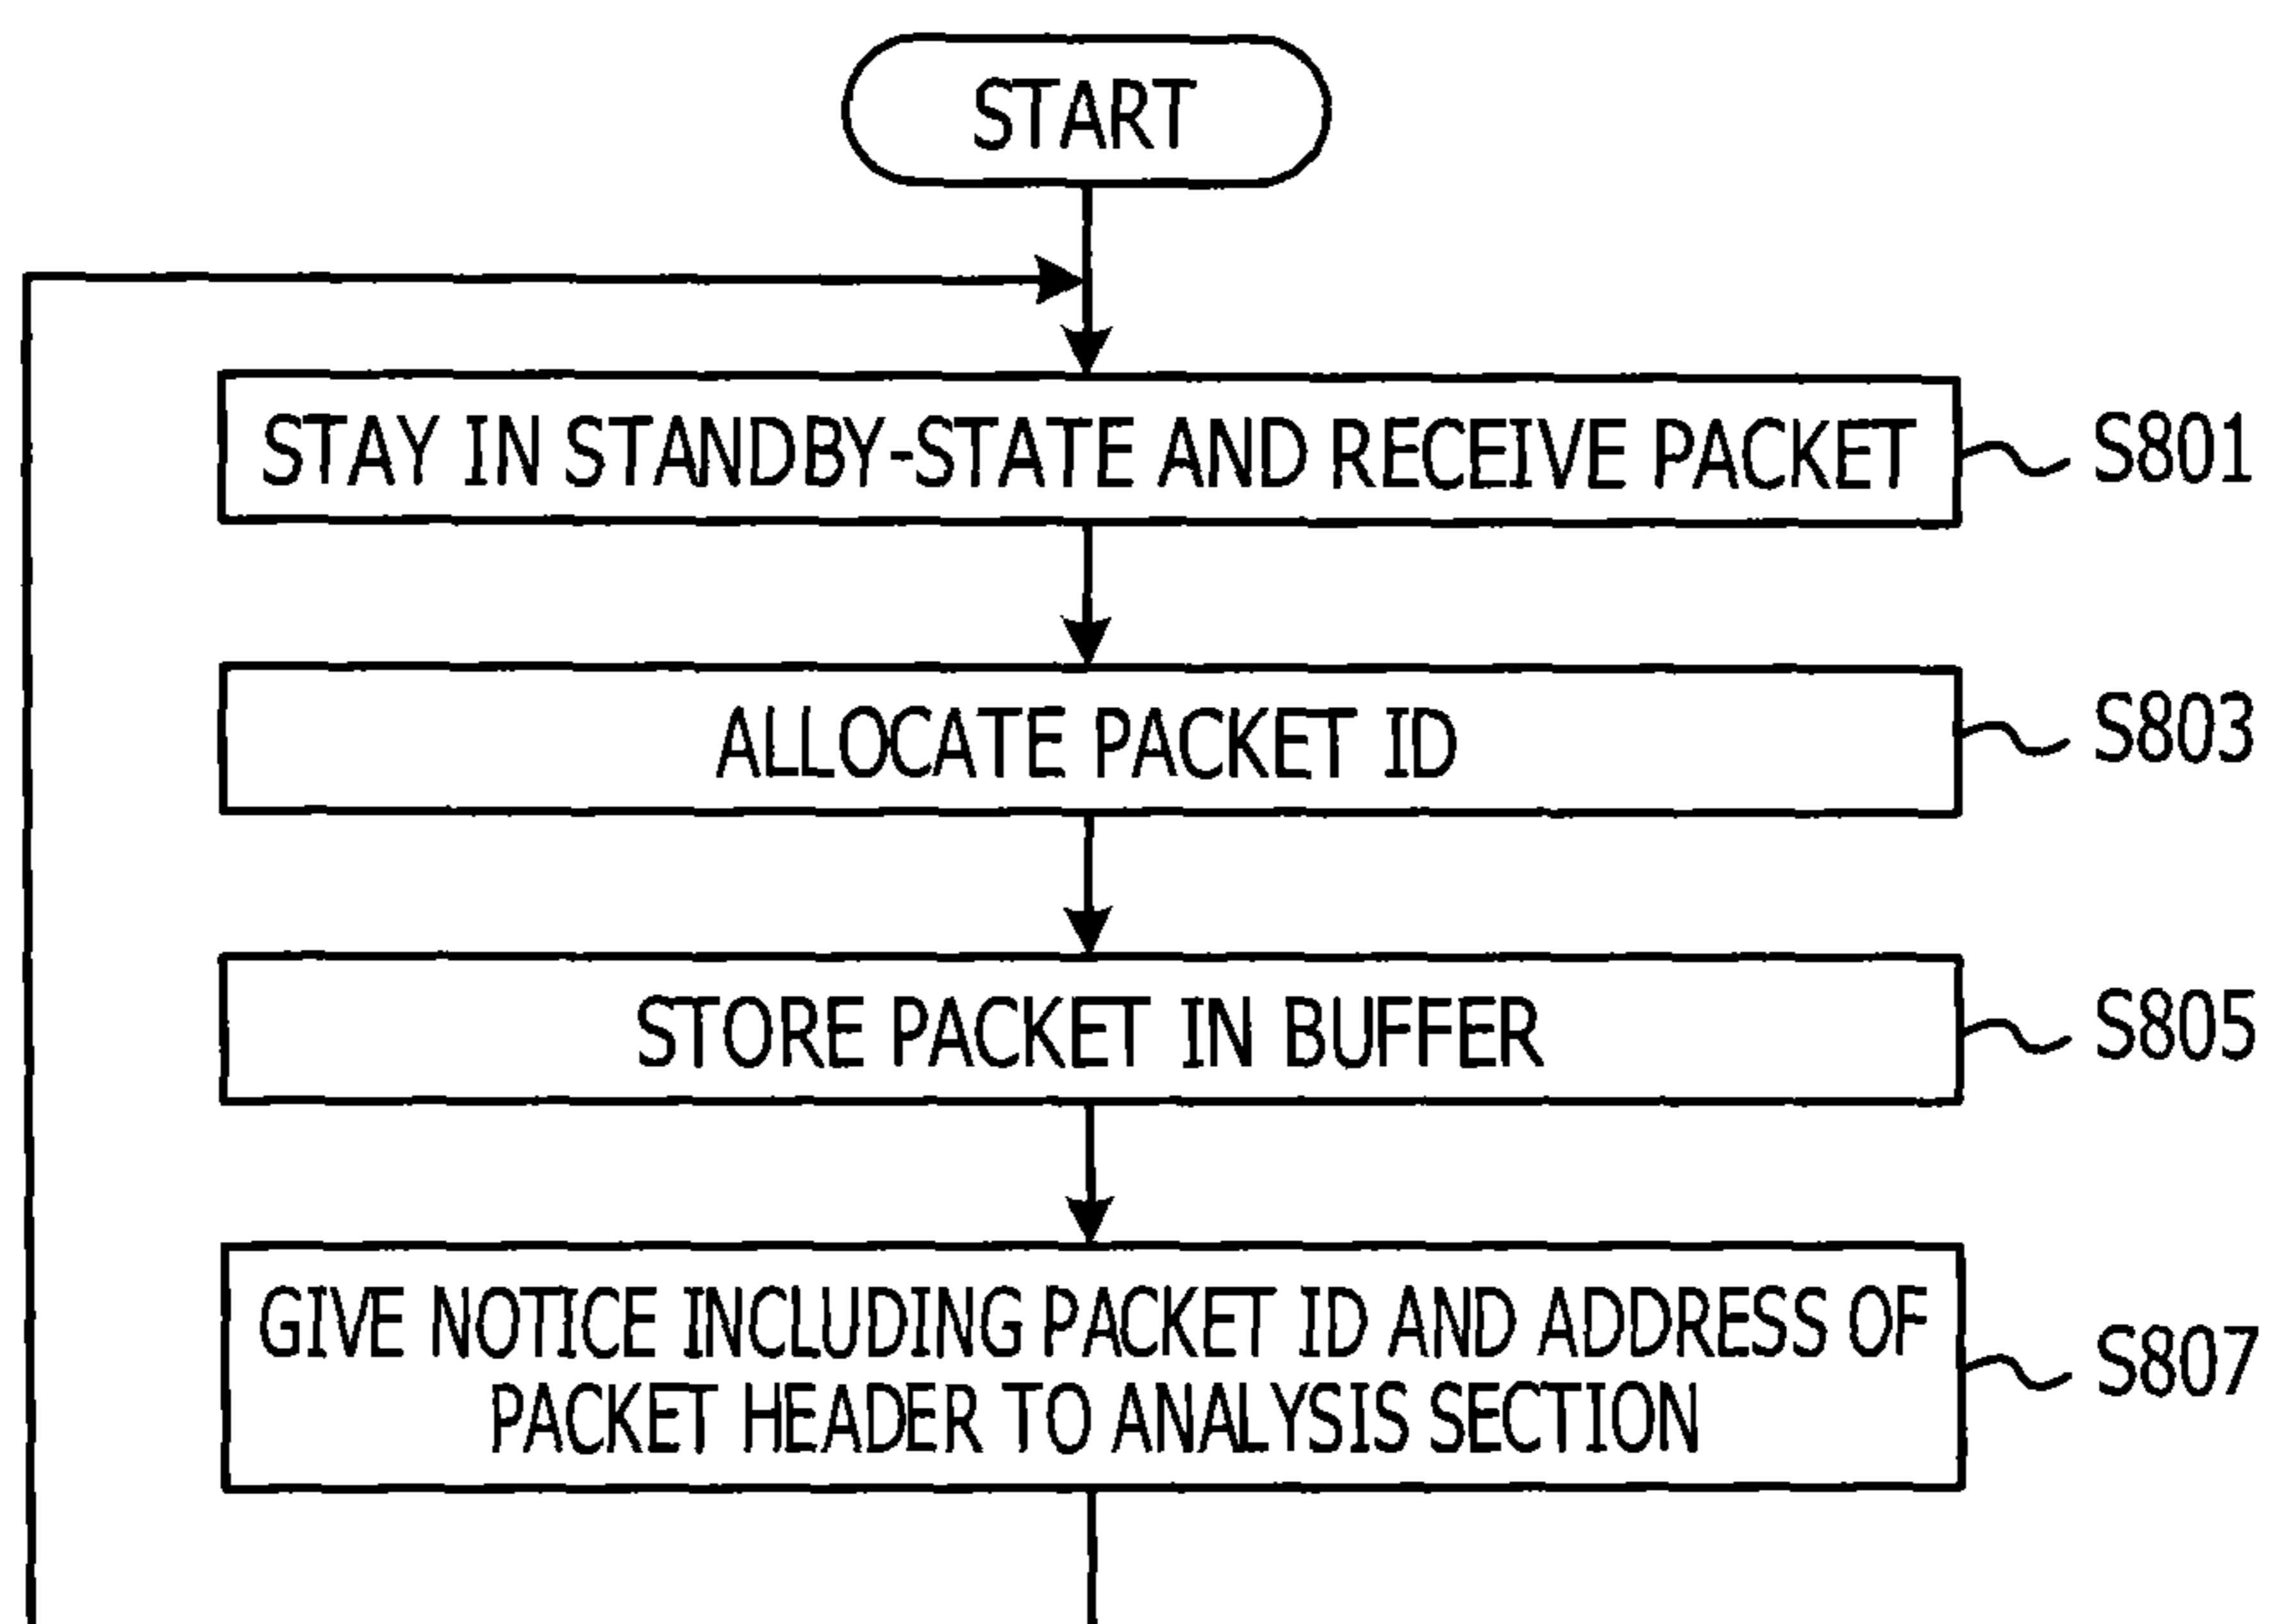 START
STAY IN STANDBY-STATE AND RECEIVE PACKET
S801
ALLOCATE PACKET ID
S803
STORE PACKET IN BUFFER
S805
GIVE NOTICE INCLUDING PACKET ID AND ADDRESS OF
PACKET HEADER TO ANALYSIS SECTION
S807